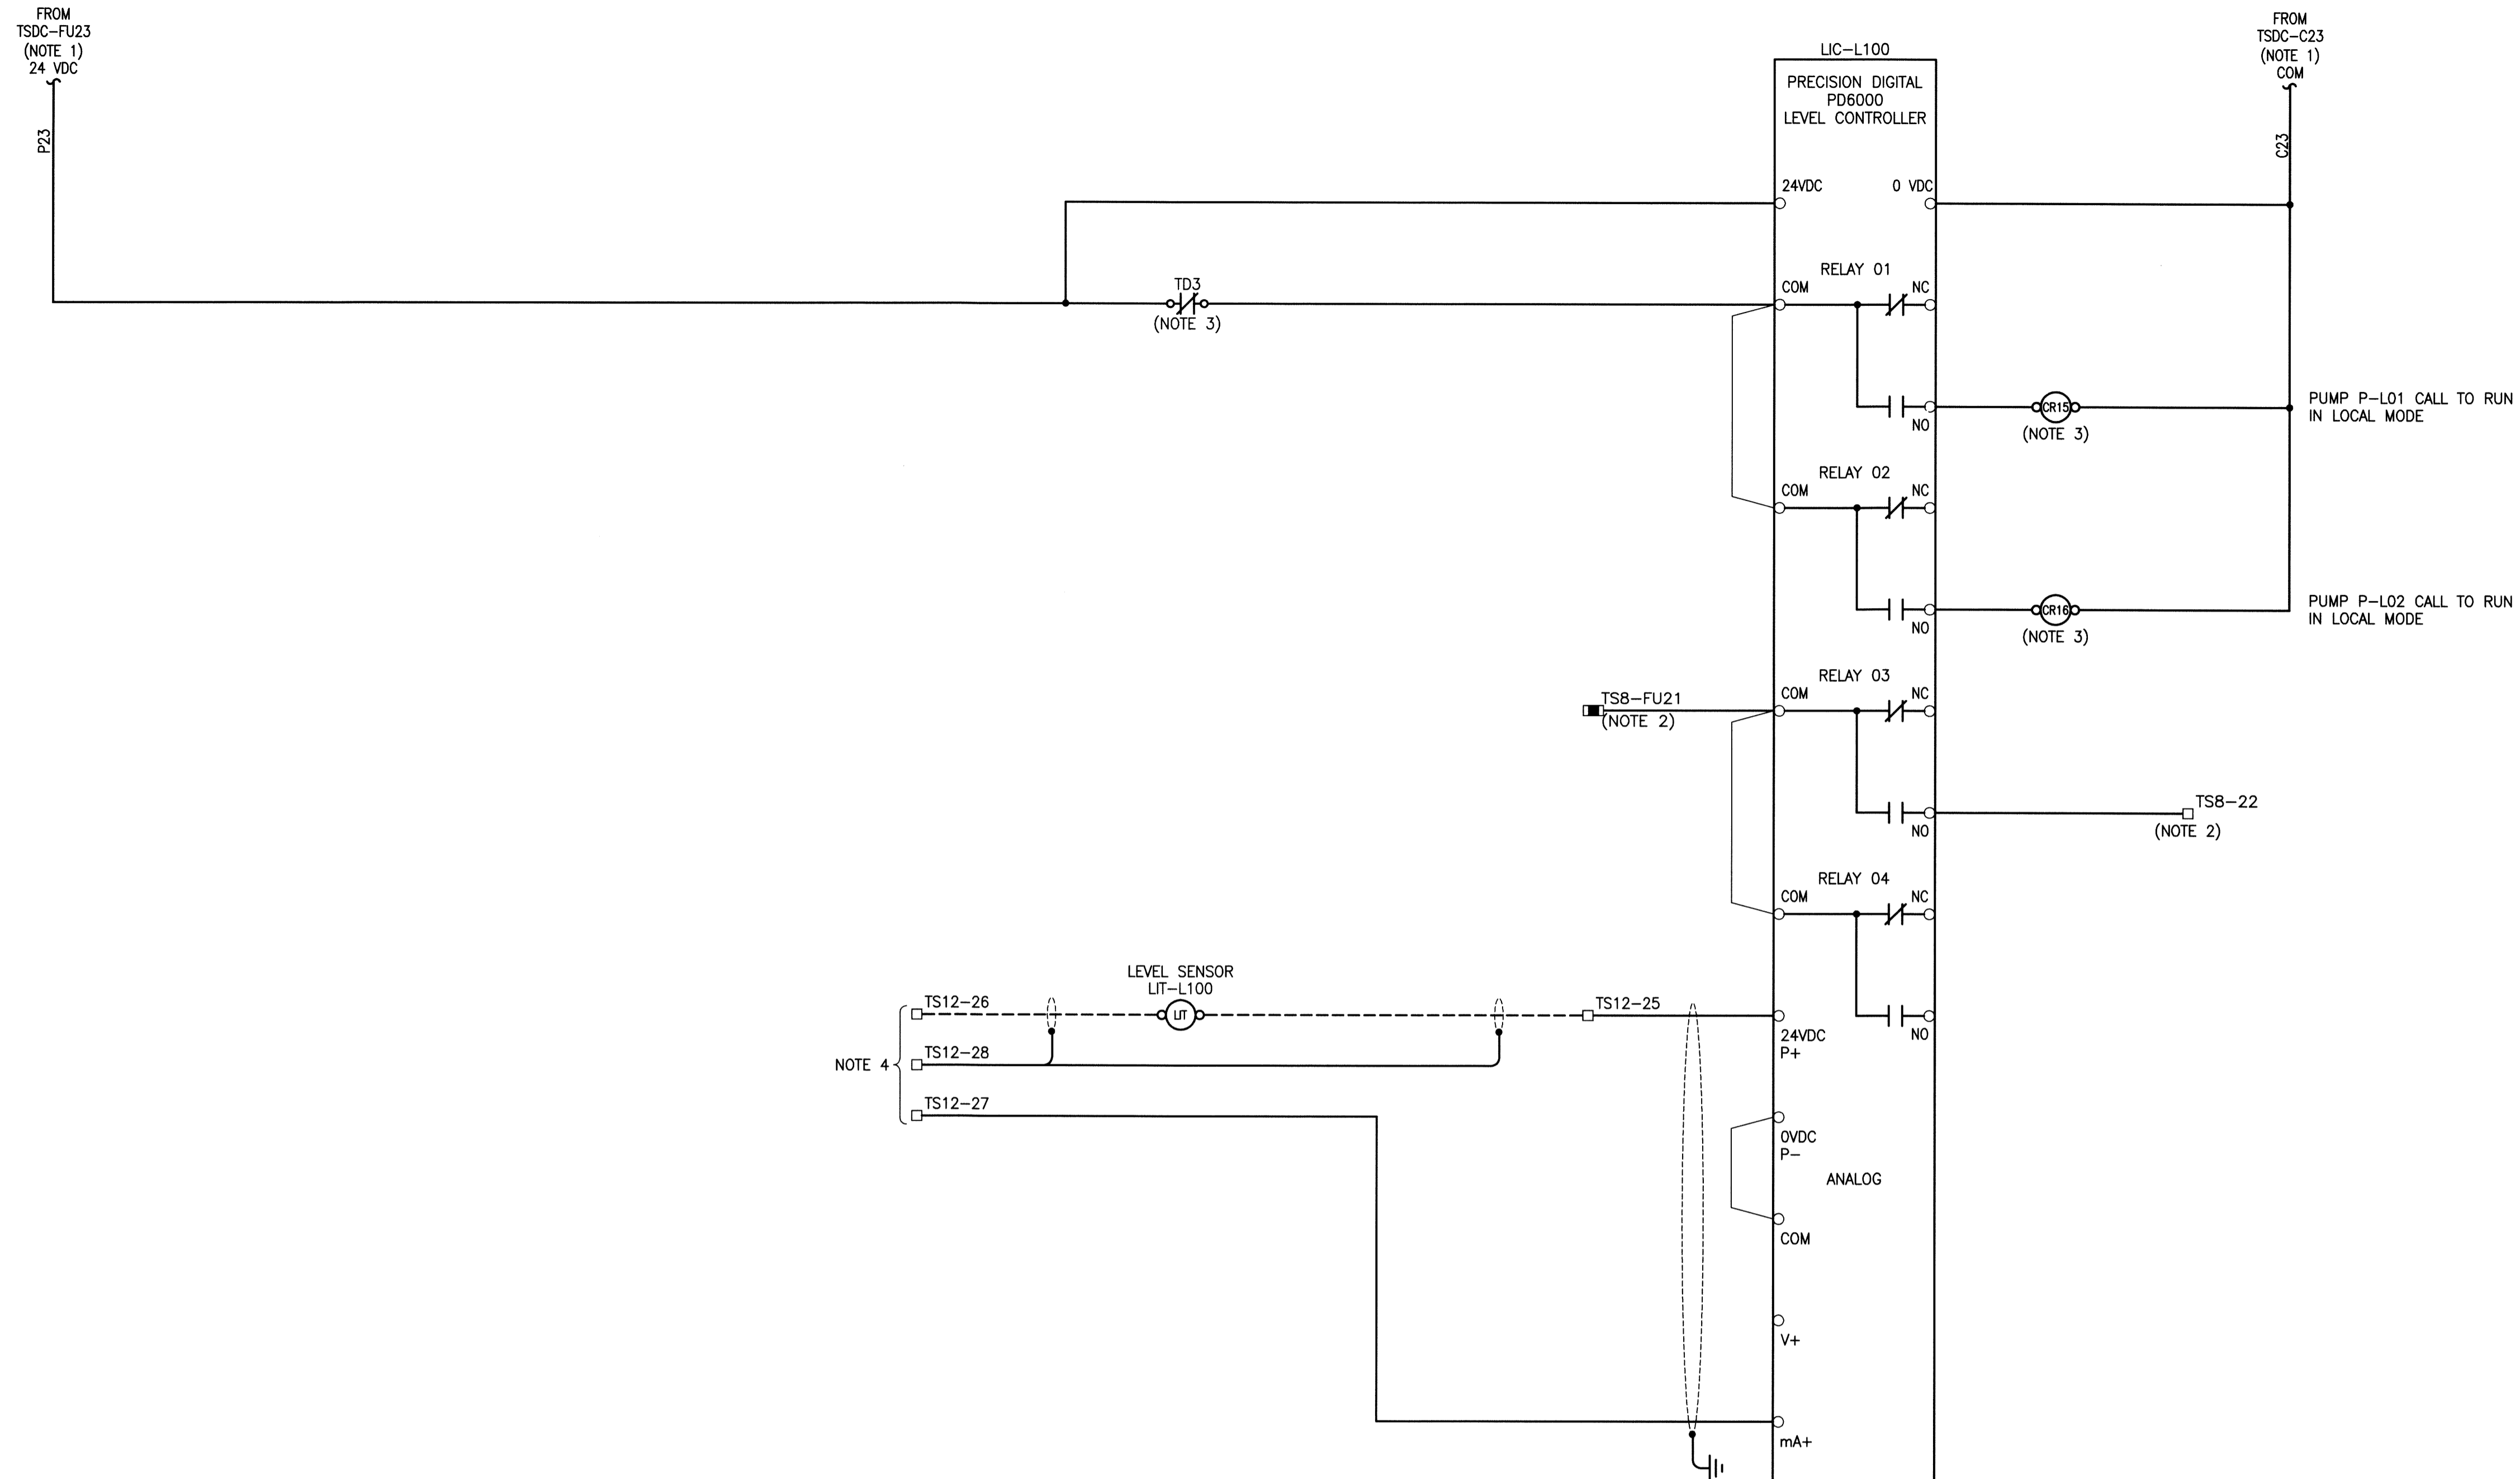 FROM
TSDC-FU23
(NOTE 1)
24 VDC
P23
FROM
TSDC-C23
(NOTE 1)
COM
C23
LIC-L100
PRECISION DIGITAL
PD6000
LEVEL CONTROLLER
24VDC
0 VDC
TD3
(NOTE 3)
RELAY 01
COM
NC
NO
CR15
(NOTE 3)
PUMP P-L01 CALL TO RUN
IN LOCAL MODE
RELAY 02
COM
NC
NO
CR16
(NOTE 3)
PUMP P-L02 CALL TO RUN
IN LOCAL MODE
RELAY 03
TS8-FU21
(NOTE 2)
COM
NC
NO
TS8-22
(NOTE 2)
RELAY 04
COM
NC
NO
LEVEL SENSOR
LIT-L100
LIT
TS12-26
TS12-25
24VDC
P+
NOTE 4
TS12-28
TS12-27
0VDC
P-
ANALOG
COM
V+
mA+